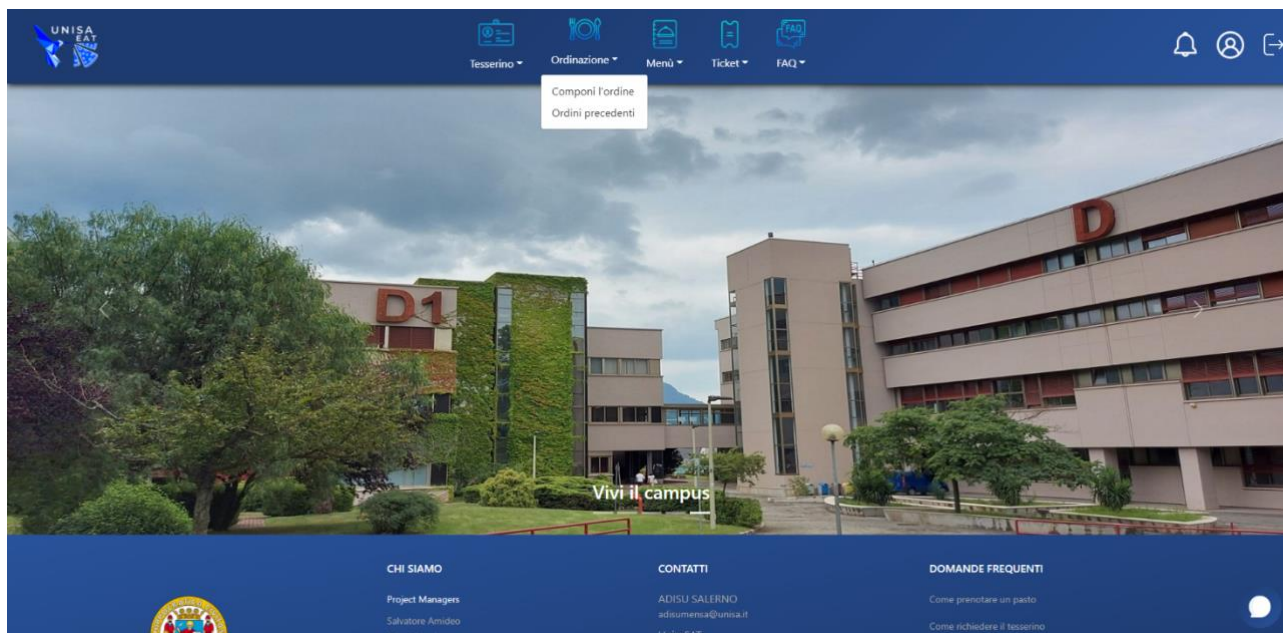 UNISA
EAT
Tesserino
Ordinazione
Menù
FAQ
Ticket
FAQ
Componi l'ordine
Ordini precedenti
D1
D
Vivi il campus
CHI SIAMO
Project Managers
Salvatore Amideo
CONTATTI
ADISU SALERNO
adisumensa@unisa.it
DOMANDE FREQUENTI
Come prenotare un pasto
Come richiedere il tesserino